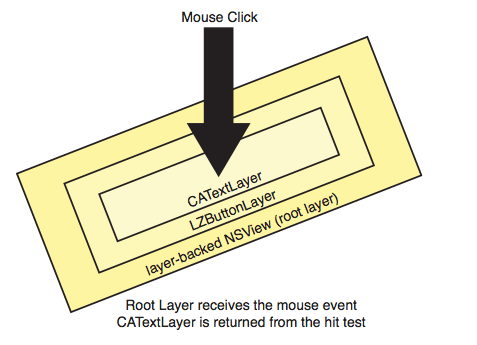 Mouse Click
CATextLayer
LZButtonLayer
layer-backed NSView (root layer)
Root Layer receives the mouse event
CATextLayer is returned from the hit test